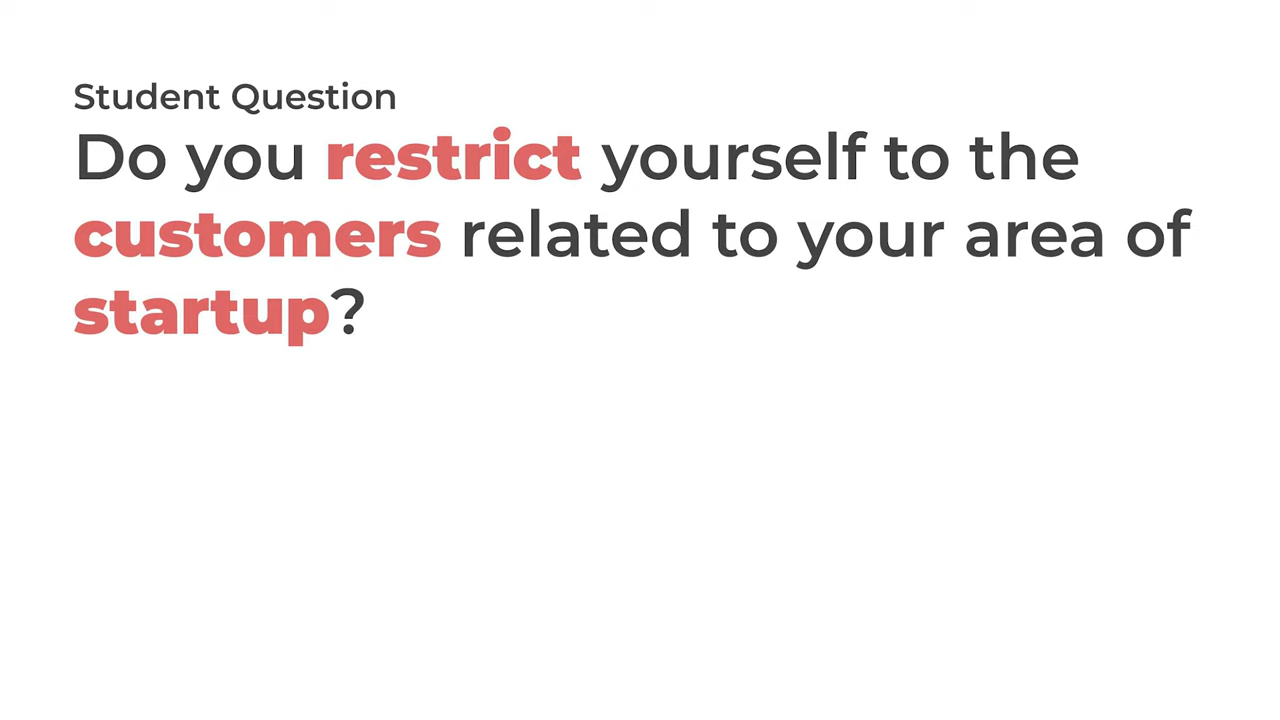 Student Question
Do you restrict yourself to the
customers related to your area of
startup?